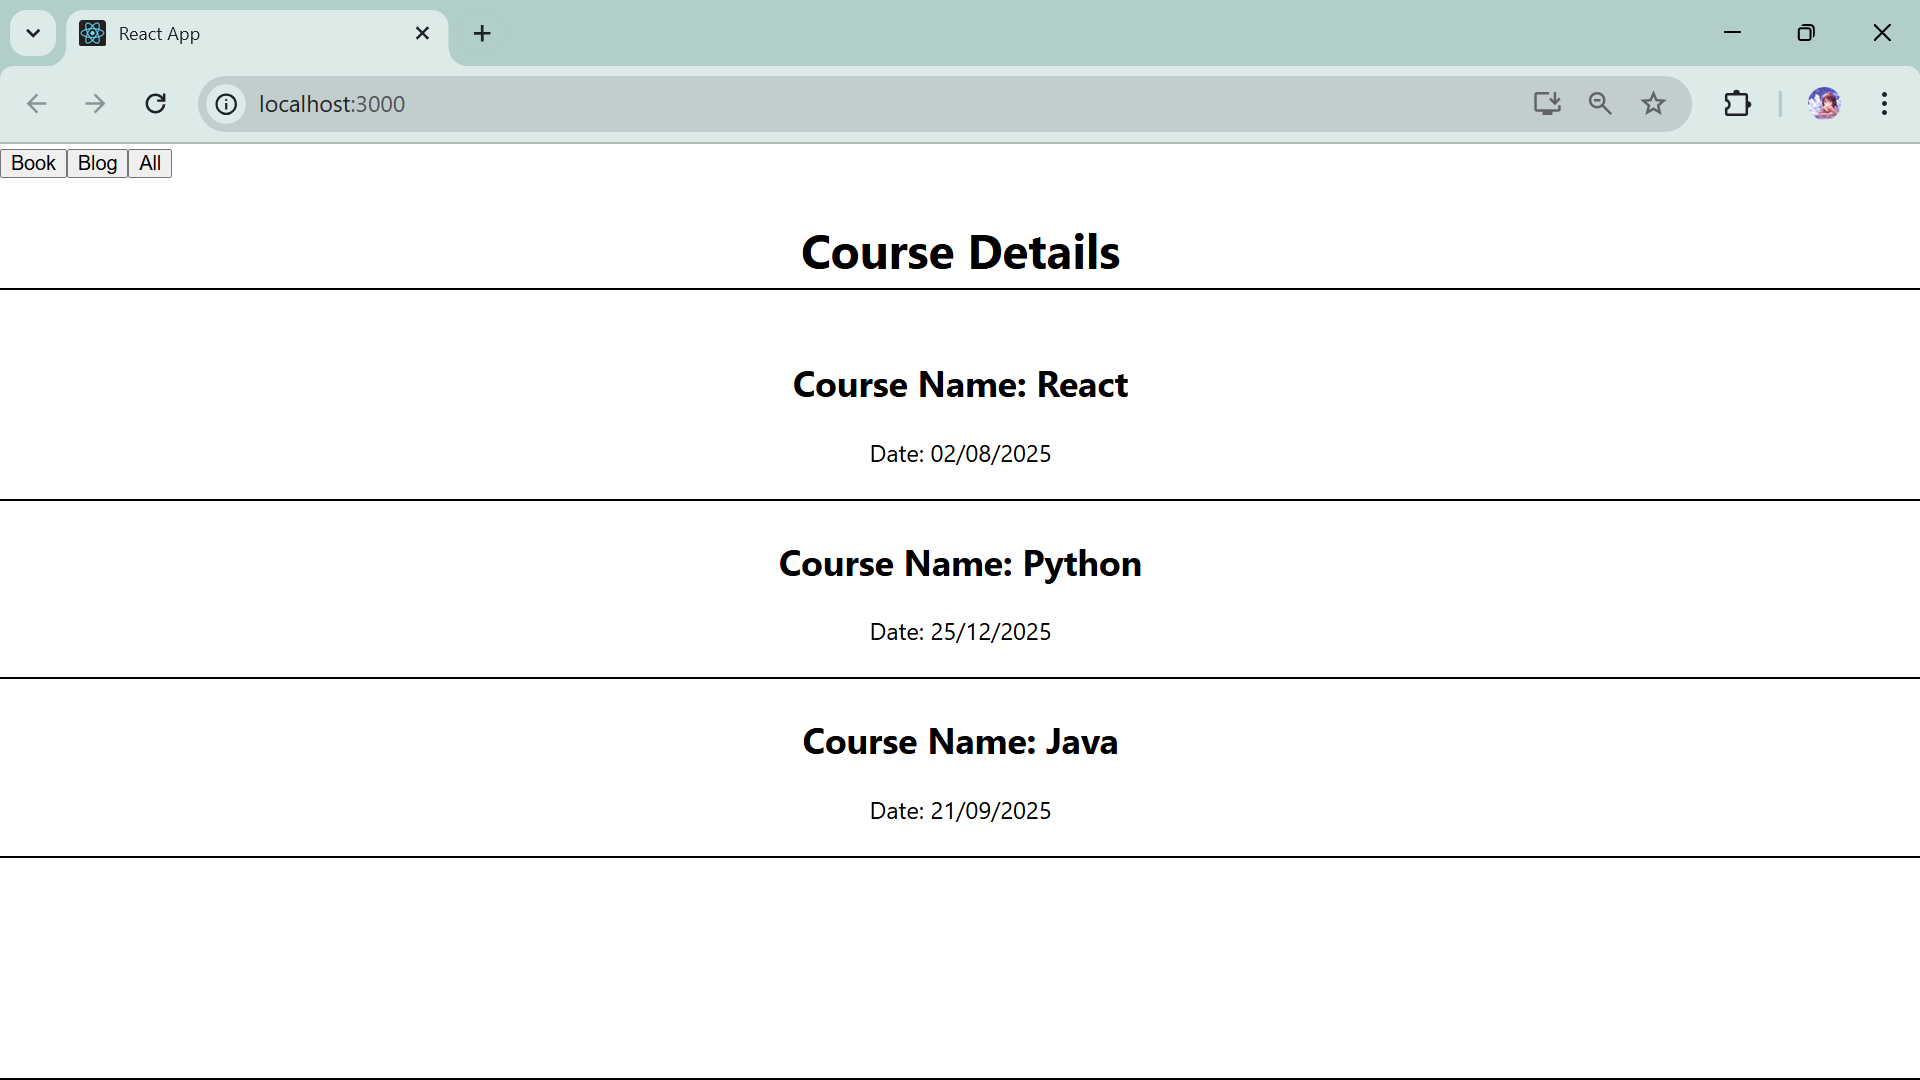 React App
localhost:3000
Book Blog All
Course Details
Course Name: React
Date: 02/08/2025
Course Name: Python
Date: 25/12/2025
Course Name: Java
Date: 21/09/2025